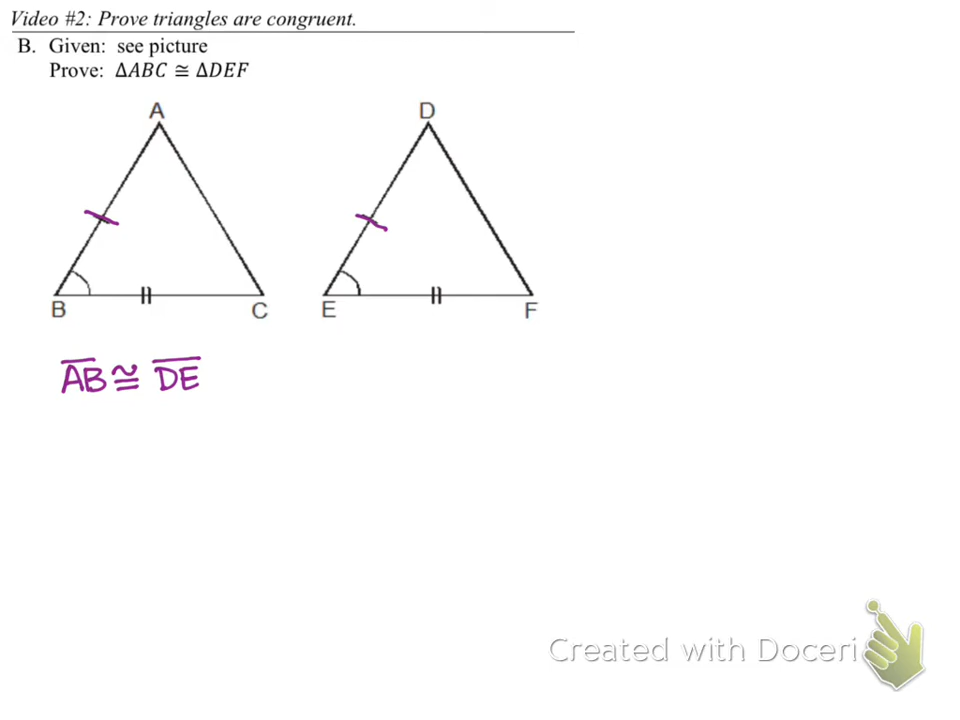 Video #2: Prove triangles are congruent.
B. Given: see picture
Prove: ΔABC ≅ ΔDEF
A
D
B
C
E
F
AB ≅ DE
Created with Doceri